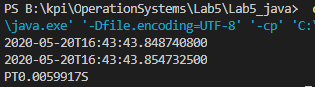 PS B:\kpi\OperationSystems\Lab5\Lab5_java>
\java.exe' '-Dfile.encoding=UTF-8' '-cp' 'C:\
2020-05-20T16:43:43.848740800
2020-05-20T16:43:43.854732500
PT0.0059917S